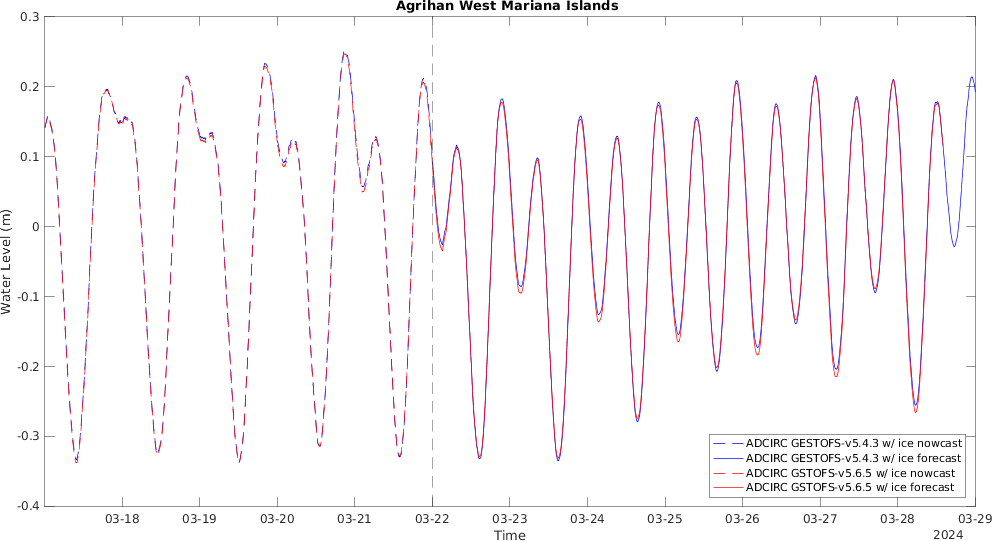 Agrihan West Mariana Islands
0.3
0.2
0.1
0
-0.1
-0.2
-0.3
-0.4
Water Level (m)
ADCIRC GESTOFS-v5.4.3 w/ ice nowcast
ADCIRC GESTOFS-v5.4.3 w/ ice forecast
ADCIRC GSTOFS-v5.6.5 w/ ice nowcast
ADCIRC GSTOFS-v5.6.5 w/ ice forecast
03-18 03-19 03-20 03-21 03-22 03-23 03-24 03-25 03-26 03-27 03-28 03-29
Time
2024